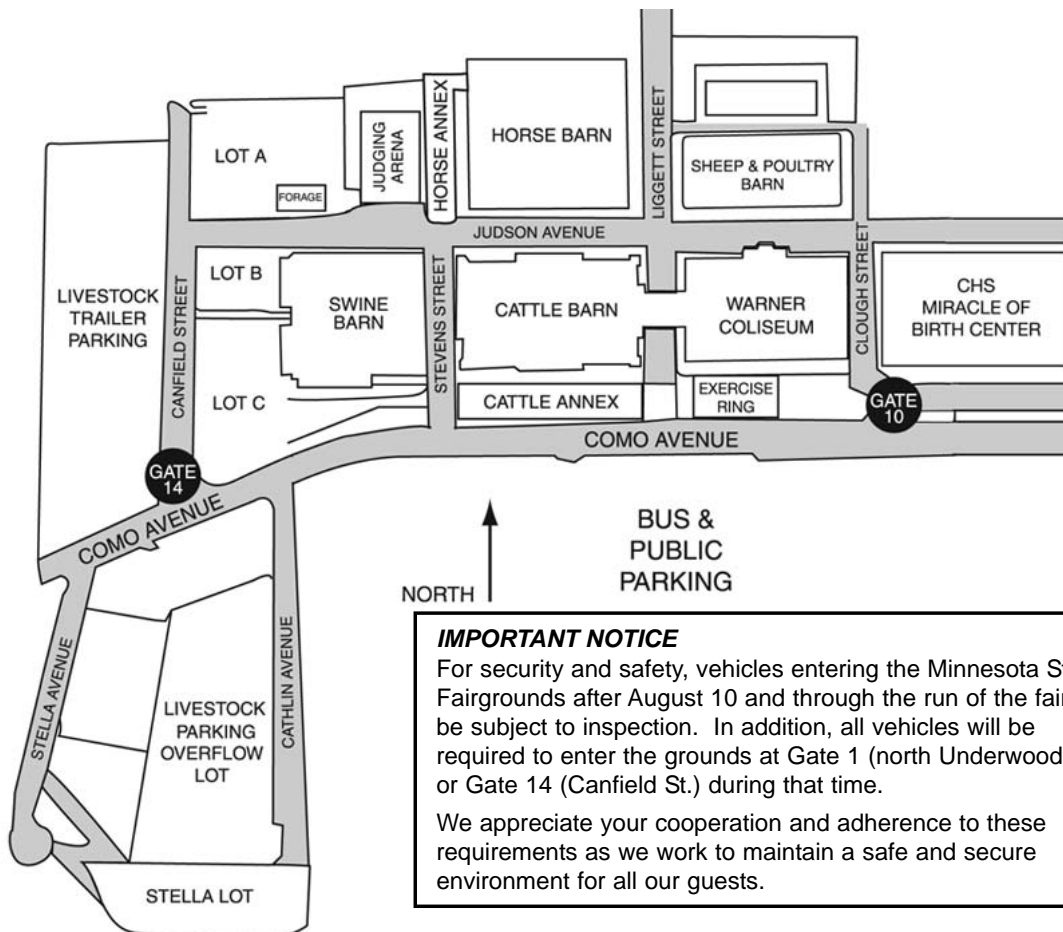 LOT A
FORAGE
JUDGING
ARENA
HORSE ANNEX
HORSE BARN
LIGGETT STREET
SHEEP & POULTRY
BARN
JUDSON AVENUE
LIVESTOCK
TRAILER
PARKING
CANFIELD STREET
LOT B
SWINE
BARN
STEVENS STREET
CATTLE BARN
WARNER
COLISEUM
CLOUGH STREET
CHS
MIRACLE OF
BIRTH CENTER
LOT C
CATTLE ANNEX
EXERCISE
RING
GATE
10
COMO AVENUE
GATE
14
COMO AVENUE
BUS &
PUBLIC
PARKING
NORTH
STELLA AVENUE
LIVESTOCK
PARKING
OVERFLOW
LOT
CATHLIN AVENUE
STELLA LOT
IMPORTANT NOTICE
For security and safety, vehicles entering the Minnesota S
Fairgrounds after August 10 and through the run of the fair
be subject to inspection. In addition, all vehicles will be
required to enter the grounds at Gate 1 (north Underwood
or Gate 14 (Canfield St.) during that time.
We appreciate your cooperation and adherence to these
requirements as we work to maintain a safe and secure
environment for all our guests.